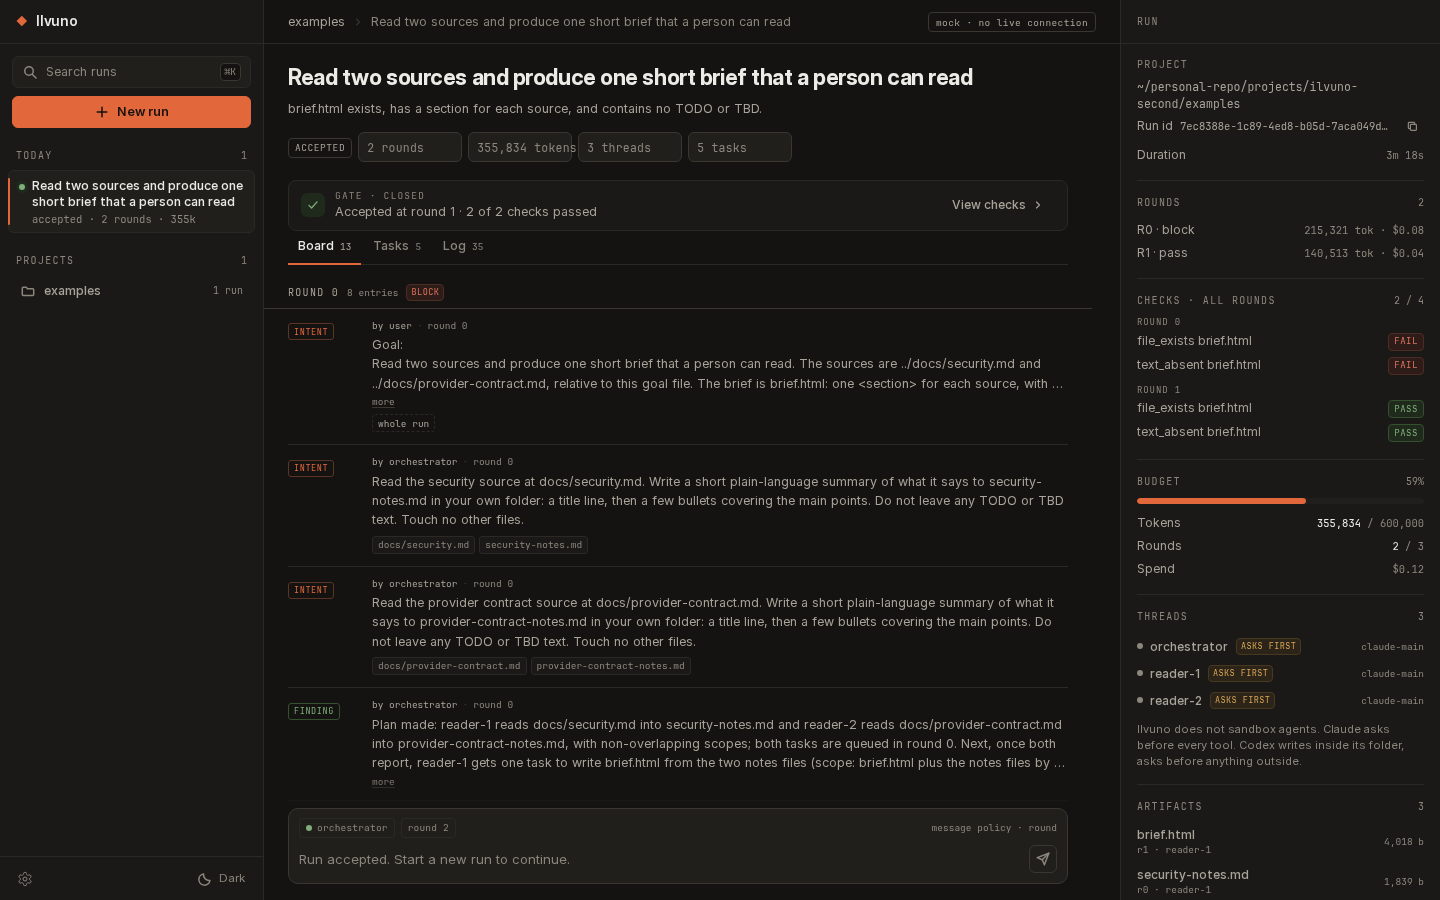 Ilvuno
Search runs
⌘K
New run
TODAY 1
Read two sources and produce one
short brief that a person can read
accepted · 2 rounds · 355k
PROJECTS 1
examples 1 run
Dark
examples › Read two sources and produce one short brief that a person can read
mock · no live connection
Read two sources and produce one short brief that a person can read
brief.html exists, has a section for each source, and contains no TODO or TBD.
ACCEPTED 2 rounds 355,834 tokens 3 threads 5 tasks
GATE · CLOSED
Accepted at round 1 · 2 of 2 checks passed
View checks
Board 13 Tasks 5 Log 35
ROUND 0 8 entries BLOCK
INTENT
by user · round 0
Goal:
Read two sources and produce one short brief that a person can read. The sources are ../docs/security.md and
../docs/provider-contract.md, relative to this goal file. The brief is brief.html: one <section> for each source, with …
more
whole run
INTENT
by orchestrator · round 0
Read the security source at docs/security.md. Write a short plain-language summary of what it says to security-
notes.md in your own folder: a title line, then a few bullets covering the main points. Do not leave any TODO or TBD
text. Touch no other files.
docs/security.md security-notes.md
INTENT
by orchestrator · round 0
Read the provider contract source at docs/provider-contract.md. Write a short plain-language summary of what it
says to provider-contract-notes.md in your own folder: a title line, then a few bullets covering the main points. Do
not leave any TODO or TBD text. Touch no other files.
docs/provider-contract.md provider-contract-notes.md
FINDING
by orchestrator · round 0
Plan made: reader-1 reads docs/security.md into security-notes.md and reader-2 reads docs/provider-contract.md
into provider-contract-notes.md, with non-overlapping scopes; both tasks are queued in round 0. Next, once both
report, reader-1 gets one task to write brief.html from the two notes files (scope: brief.html plus the notes files by …
more
orchestrator round 2
message policy · round
Run accepted. Start a new run to continue.
RUN
PROJECT
~/personal-repo/projects/ilvuno-
second/examples
Run id 7ec8388e-1c89-4ed8-b05d-7aca049d…
Duration 3m 18s
ROUNDS 2
R0 · block 215,321 tok · $0.08
R1 · pass 140,513 tok · $0.04
CHECKS · ALL ROUNDS 2 / 4
ROUND 0
file_exists brief.html FAIL
text_absent brief.html FAIL
ROUND 1
file_exists brief.html PASS
text_absent brief.html PASS
BUDGET 59%
Tokens 355,834 / 600,000
Rounds 2 / 3
Spend $0.12
THREADS 3
orchestrator ASKS FIRST claude-main
reader-1 ASKS FIRST claude-main
reader-2 ASKS FIRST claude-main
Ilvuno does not sandbox agents. Claude asks
before every tool. Codex writes inside its folder,
asks before anything outside.
ARTIFACTS 3
brief.html
r1 · reader-1
4,018 b
security-notes.md
r0 · reader-1
1,839 b